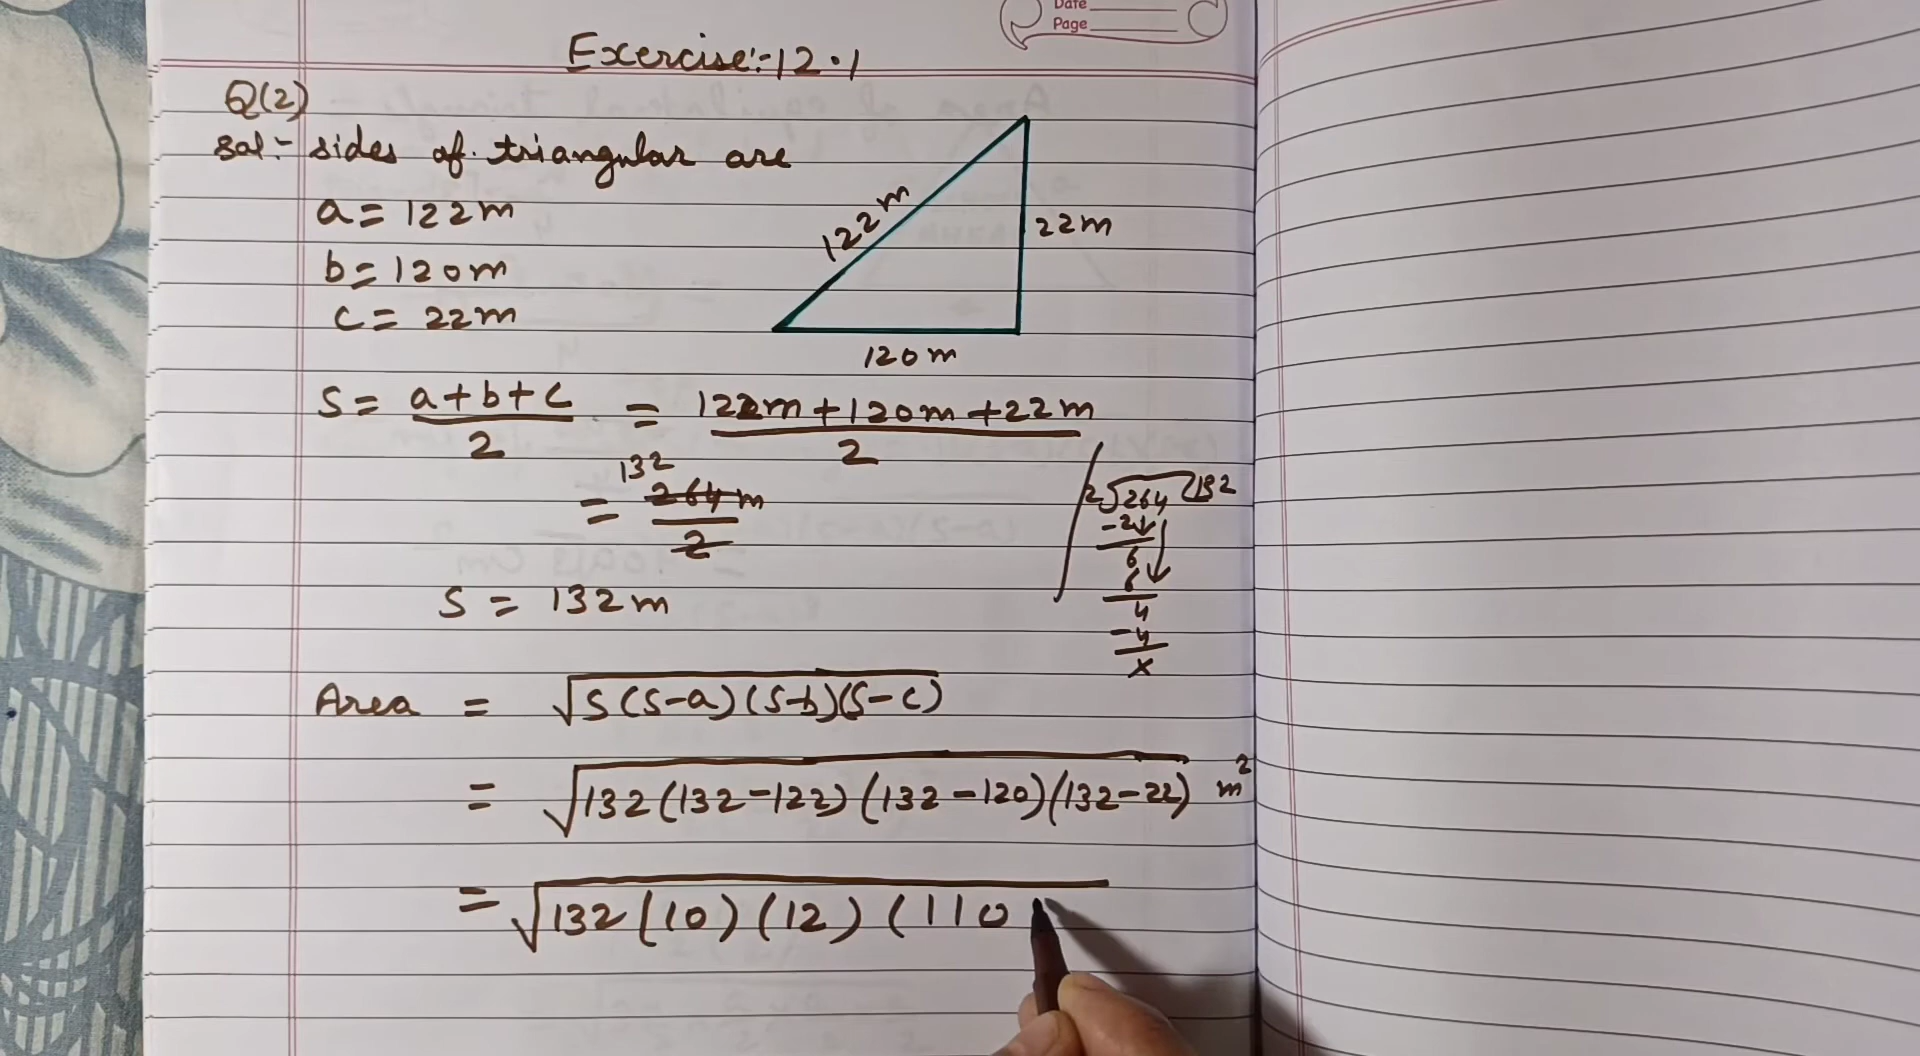 Date
Page
Exercise:-12.1
Q(2)
Sol:- sides of triangular are
a = 122m
b = 120m
c = 22m
122m
22m
120m
S = a+b+c/2 = 122m+120m+22m/2
132
= 264m/2
2)264(132
-2
6
6
4
-4
×
S = 132m
Area = √S(S-a)(S-b)(S-c)
= √132(132-122)(132-120)(132-22) m²
= √132(10)(12)(110